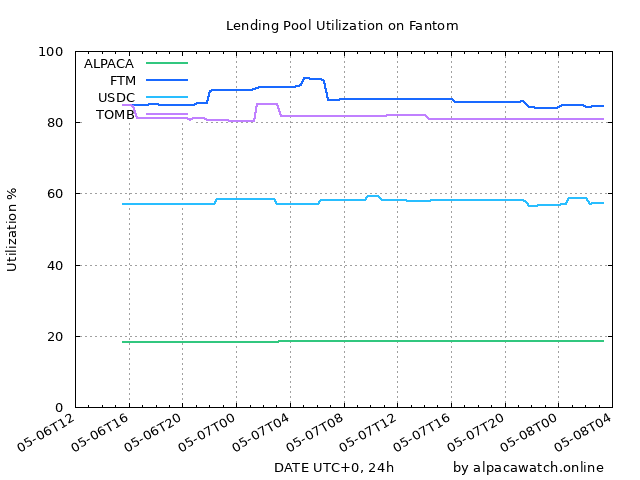 Lending Pool Utilization on Fantom
Utilization %
100
80
60
40
20
0
ALPACA
FTM
USDC
TOMB
05-06T12
05-06T16
05-06T20
05-07T00
05-07T04
05-07T08
05-07T12
05-07T16
05-07T20
05-08T00
05-08T04
DATE UTC+0, 24h
by alpacawatch.online